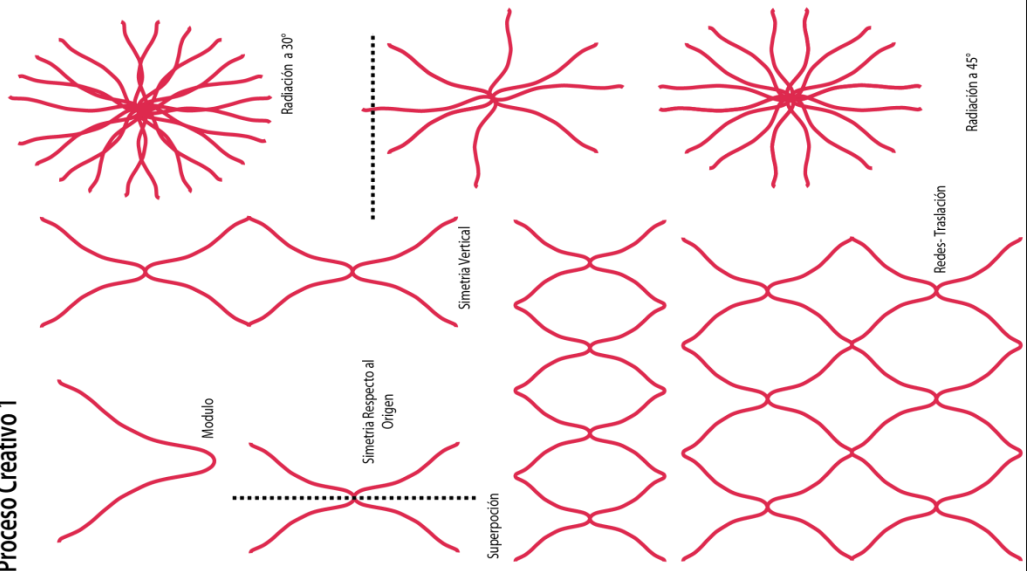 Proceso Creativo 1
Modulo
Simetria Respecto al
Origen
Superpoción
Simetria Vertical
Redes- Traslación
Radiación a 30°
Radiación a 45°